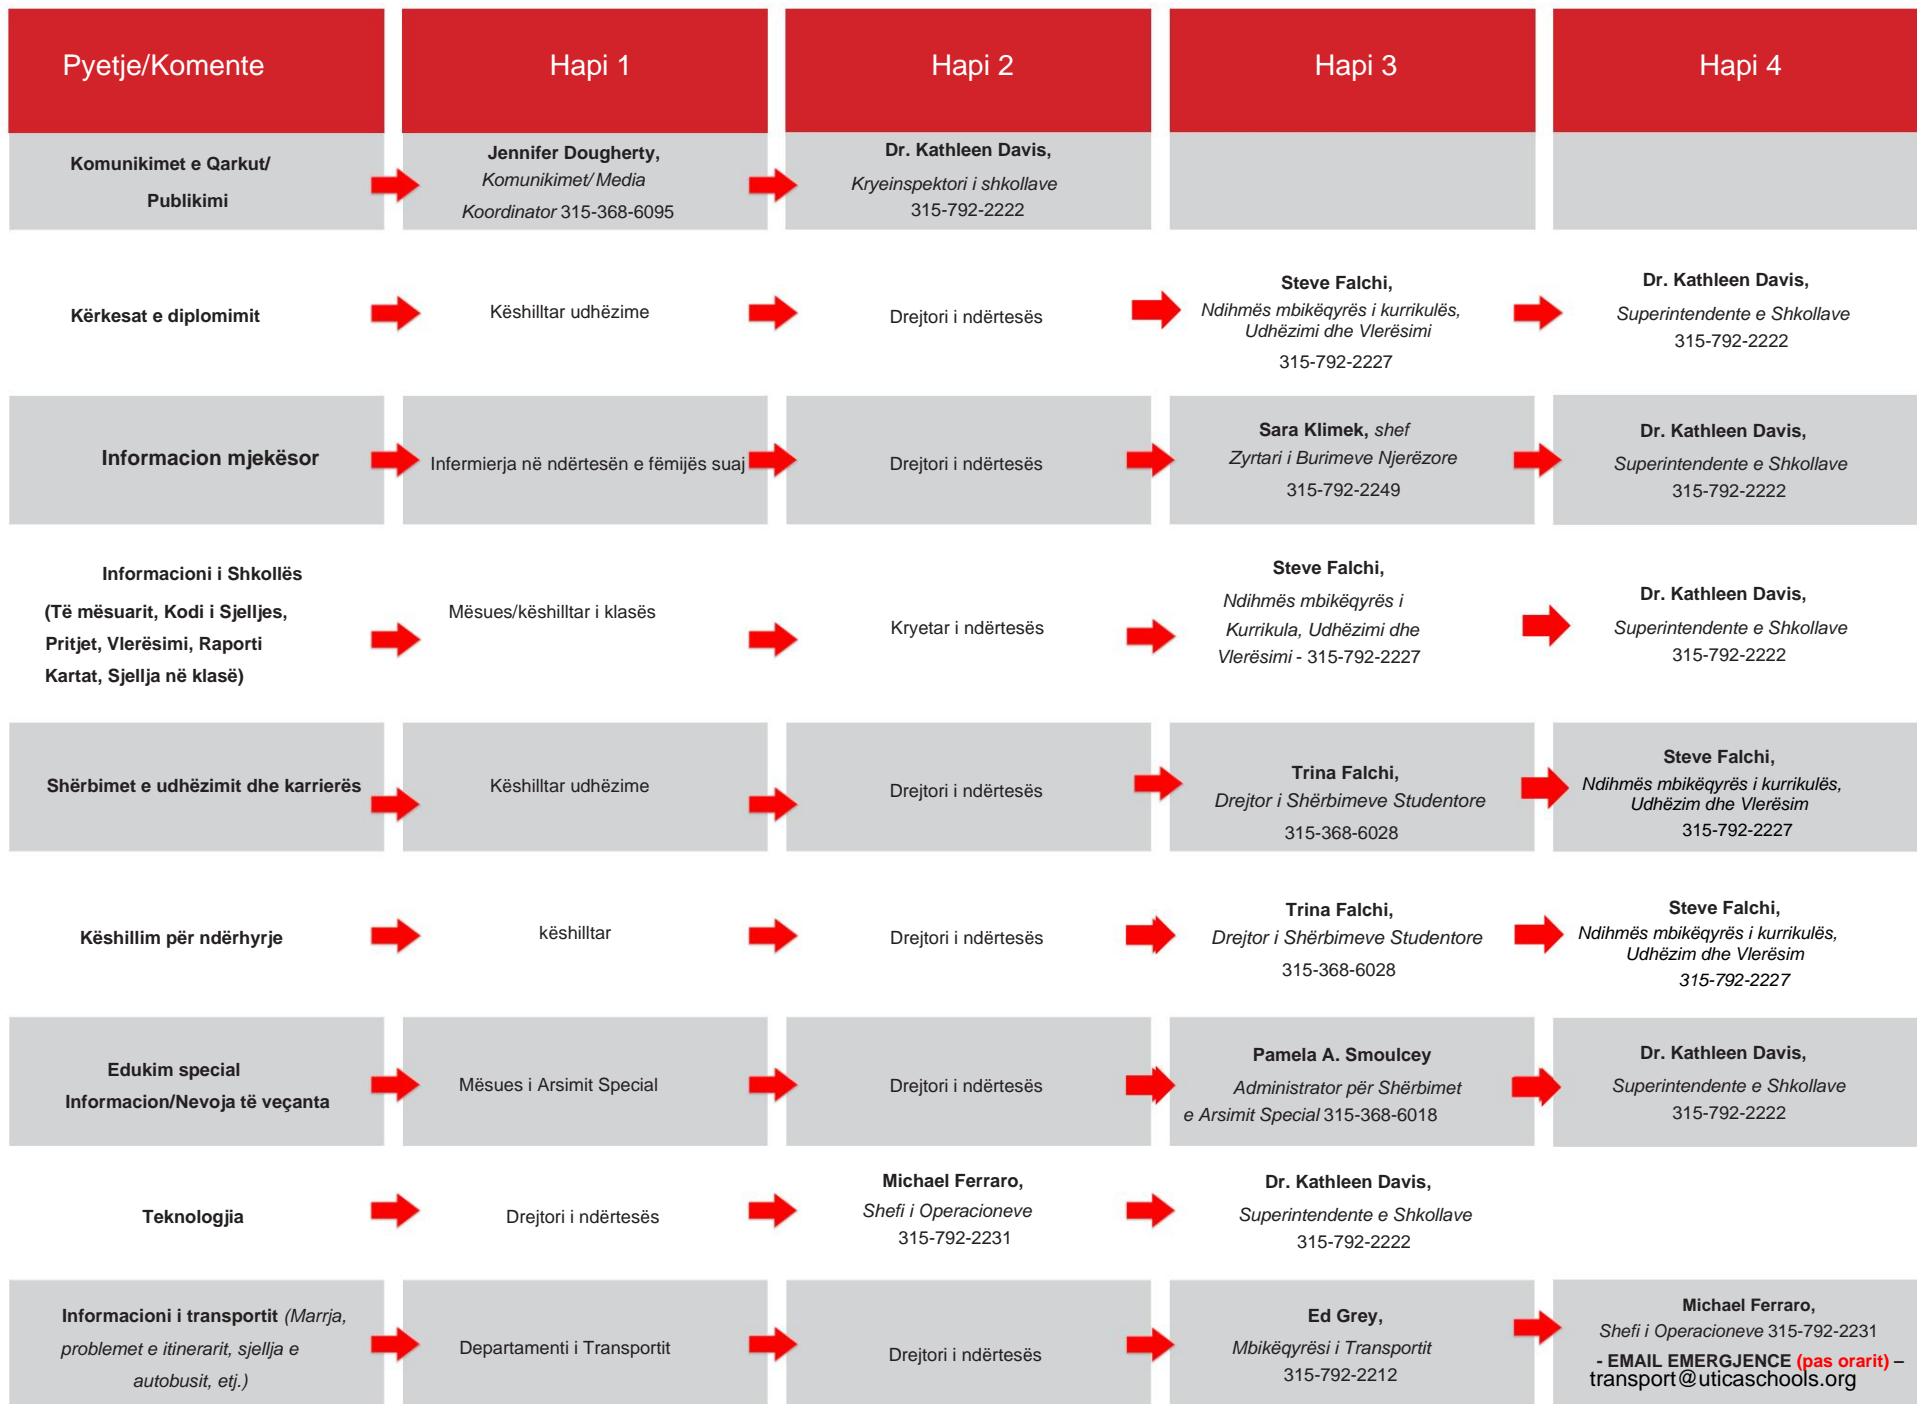 Pyetje/Komente
Hapi 1
Hapi 2
Hapi 3
Hapi 4
Komunikimet e Qarkut/
Publikimi
Jennifer Dougherty,
Komunikimet/Media
Koordinator 315-368-6095
Dr. Kathleen Davis,
Kryeinspektori i shkollave
315-792-2222
Kërkesat e diplomimit
Këshilltar udhëzime
Drejtori i ndërtesës
Steve Falchi,
Ndihmës mbikëqyrës i kurrikulës,
Udhëzimi dhe Vlerësimi
315-792-2227
Dr. Kathleen Davis,
Superintendente e Shkollave
315-792-2222
Informacion mjekësor
Infermierja në ndërtesën e fëmijës suaj
Drejtori i ndërtesës
Sara Klimek, shef
Zyrtari i Burimeve Njerëzore
315-792-2249
Dr. Kathleen Davis,
Superintendente e Shkollave
315-792-2222
Informacioni i Shkollës
(Të mësuarit, Kodi i Sjelljes,
Pritjet, Vlerësimi, Raporti
Kartat, Sjellja në klasë)
Mësues/këshilltar i klasës
Kryetar i ndërtesës
Steve Falchi,
Ndihmës mbikëqyrës i
Kurrikula, Udhëzimi dhe
Vlerësimi - 315-792-2227
Dr. Kathleen Davis,
Superintendente e Shkollave
315-792-2222
Shërbimet e udhëzimit dhe karrierës
Këshilltar udhëzime
Drejtori i ndërtesës
Trina Falchi,
Drejtor i Shërbimeve Studentore
315-368-6028
Steve Falchi,
Ndihmës mbikëqyrës i kurrikulës,
Udhëzim dhe Vlerësim
315-792-2227
Këshillim për ndërhyrje
këshilltar
Drejtori i ndërtesës
Trina Falchi,
Drejtor i Shërbimeve Studentore
315-368-6028
Steve Falchi,
Ndihmës mbikëqyrës i kurrikulës,
Udhëzim dhe Vlerësim
315-792-2227
Edukim special
Informacion/Nevoja të veçanta
Mësues i Arsimit Special
Drejtori i ndërtesës
Pamela A. Smoulcey
Administrator për Shërbimet
e Arsimit Special 315-368-6018
Dr. Kathleen Davis,
Superintendente e Shkollave
315-792-2222
Teknologjia
Drejtori i ndërtesës
Michael Ferraro,
Shefi i Operacioneve
315-792-2231
Dr. Kathleen Davis,
Superintendente e Shkollave
315-792-2222
Informacioni i transportit (Marrja,
problemet e itinerarit, sjellja e
autobusit, etj.)
Departamenti i Transportit
Drejtori i ndërtesës
Ed Grey,
Mbikëqyrësi i Transportit
315-792-2212
Michael Ferraro,
Shefi i Operacioneve 315-792-2231
- EMAIL EMERGJENCE (pas orarit) –
transport@uticaschools.org